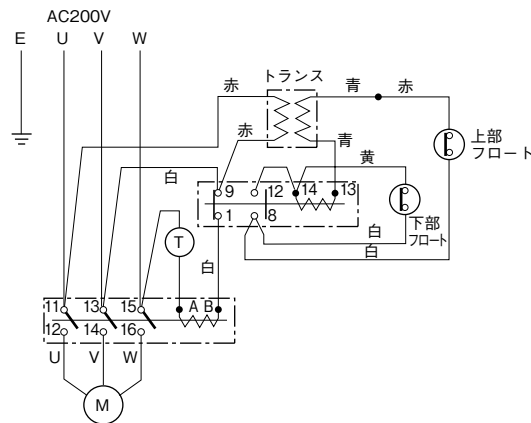 AC200V
E U V W
トランス
赤 青 赤
上部
フロート
赤 青
黄
白
9 12 14 13
1 8
下部
フロート
白
白
T
白
11 13 15
A B
12 14 16
U V W
M